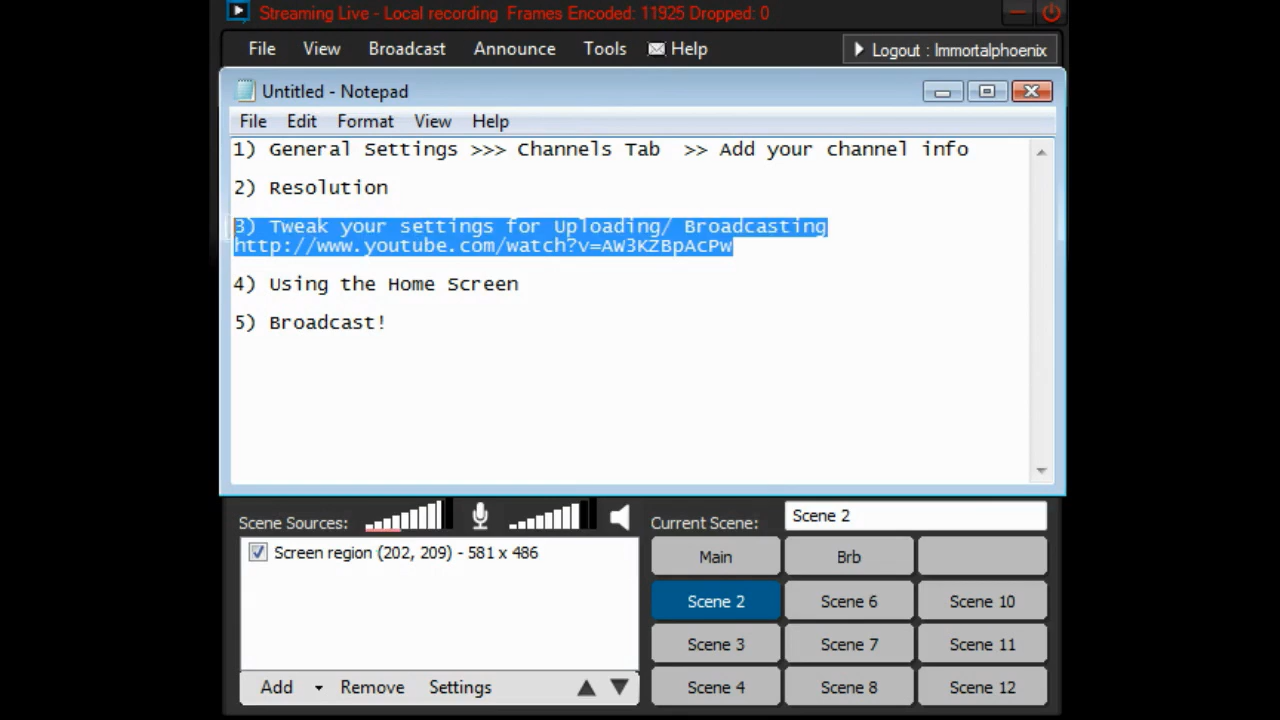 Streaming Live - Local recording Frames Encoded: 11925 Dropped: 0
File View Broadcast Announce Tools Help Logout : Immortalphoenix
Untitled - Notepad
File Edit Format View Help
1) General Settings >>> Channels Tab >> Add your channel info
2) Resolution
3) Tweak your settings for Uploading/ Broadcasting
http://www.youtube.com/watch?v=AW3KZBpAcPw
4) Using the Home Screen
5) Broadcast!
Scene Sources: Current Scene: Scene 2
Screen region (202, 209) - 581 x 486
Main Brb
Scene 2 Scene 6 Scene 10
Scene 3 Scene 7 Scene 11
Scene 4 Scene 8 Scene 12
Add Remove Settings